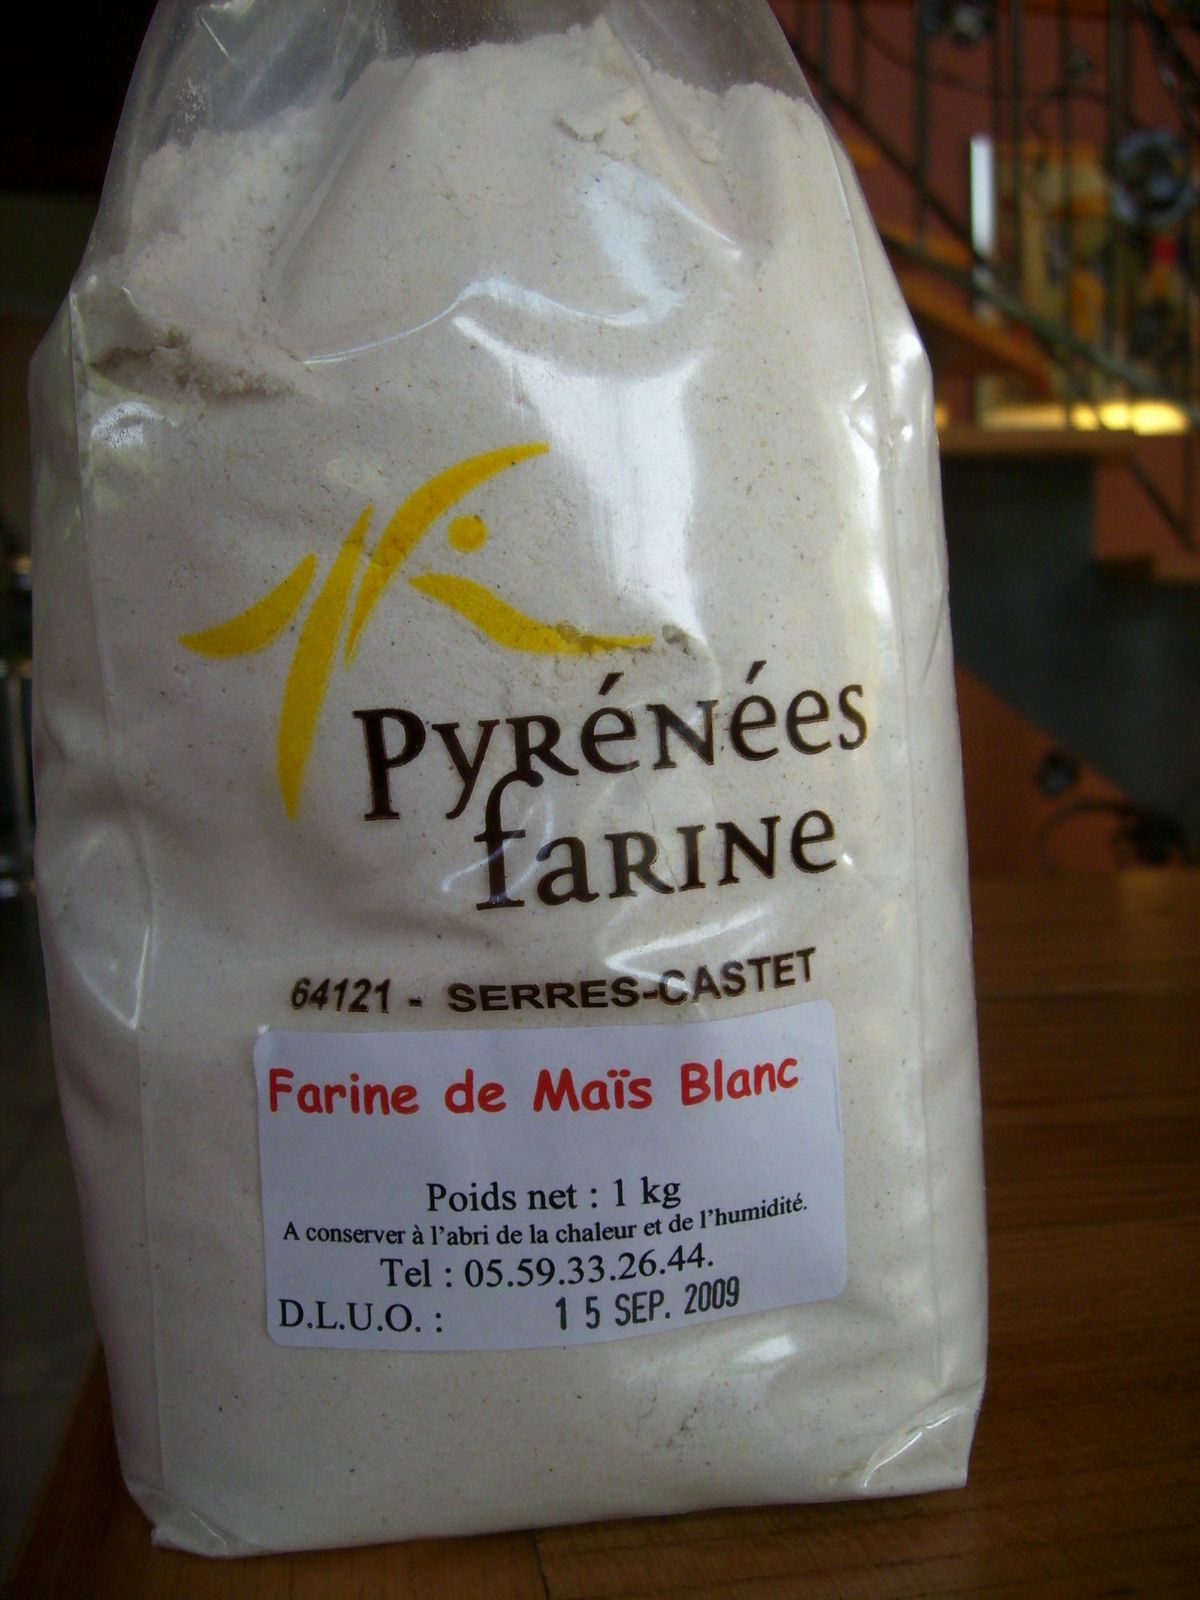 Pyrénées
farine
64121 - SERRES-CASTET
Farine de Maïs Blanc
Poids net : 1 kg
A conserver à l'abri de la chaleur et de l'humidité.
Tel : 05.59.33.26.44.
D.L.U.O. : 15 SEP. 2009